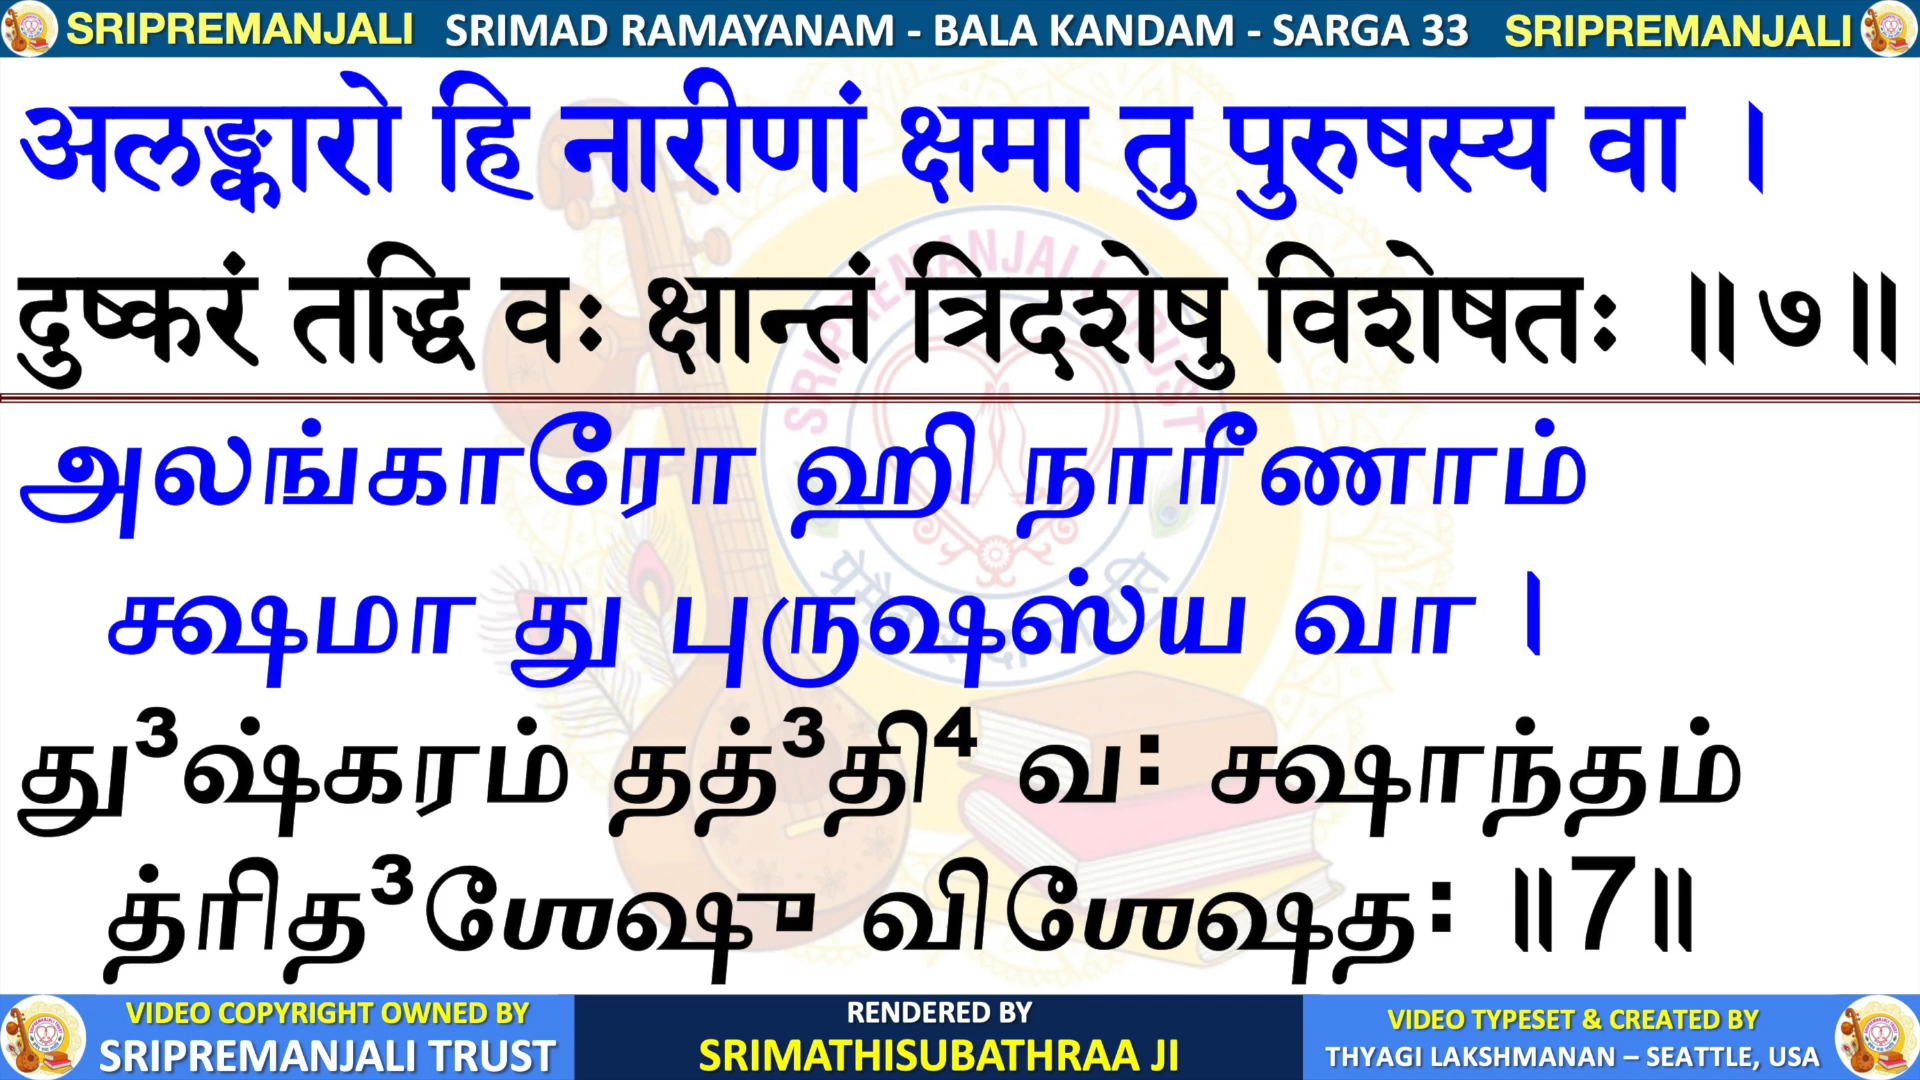 SRIPREMANJALI SRIMAD RAMAYANAM - BALA KANDAM - SARGA 33 SRIPREMANJALI
अलङ्कारो हि नारीणां क्षमा तु पुरुषस्य वा ।
दुष्करं तद्धि वः क्षान्तं त्रिदशेषु विशेषतः ॥७॥
அலங்காரோ ஹி நாரீணாம்
க்ஷமா து புருஷஸ்ய வா ।
து³ஷ்கரம் தத்³தி⁴ வ꞉ க்ஷாந்தம்
த்ரித³ஶேஷு விஶேஷத꞉ ॥7॥
VIDEO COPYRIGHT OWNED BY
SRIPREMANJALI TRUST
RENDERED BY
SRIMATHISUBATHRAA JI
VIDEO TYPESET & CREATED BY
THYAGI LAKSHMANAN – SEATTLE, USA